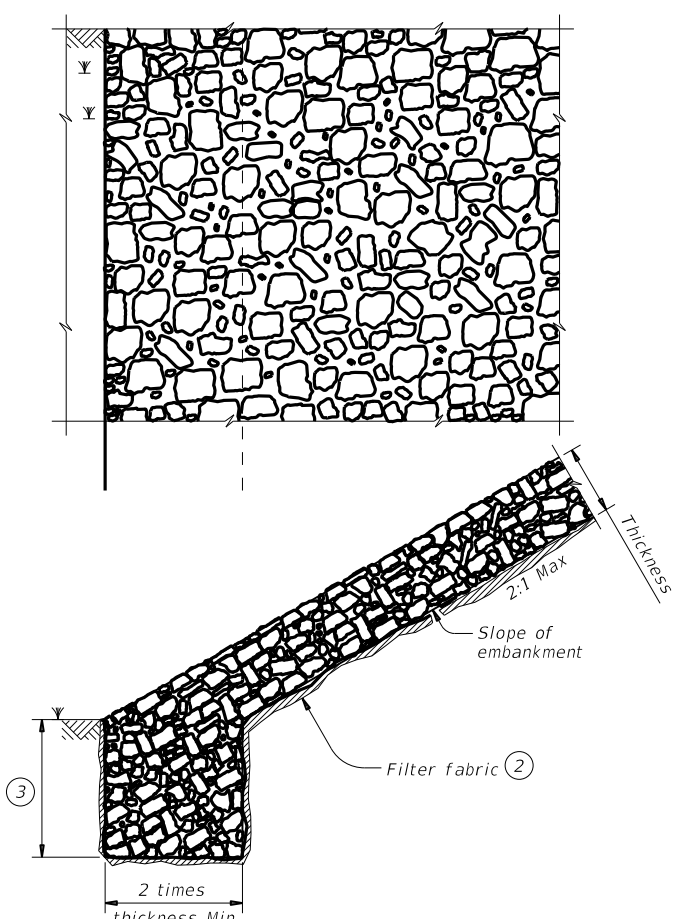 Thickness
2:1 Max
Slope of
embankment
Filter fabric 2
3
2 times
thickness Min